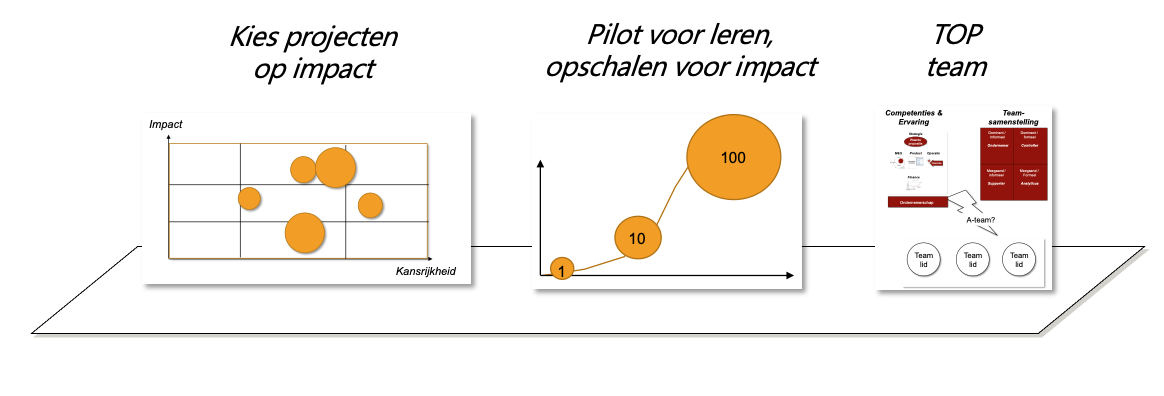 Kies projecten
op impact
Pilot voor leren,
opschalen voor impact
TOP
team
Impact
Kansrijkheid
1
10
100
Competenties &
Ervaring
Strategie
M&S
Product
Operatie
Finance
Ondernemerschap
Team-
samenstelling
Dominant /
informeel
Ondernemer
Dominant /
formeel
Controller
Meegaand /
informeel
Supporter
Meegaand /
Formeel
Analyticus
A-team?
Team
lid
Team
lid
Team
lid